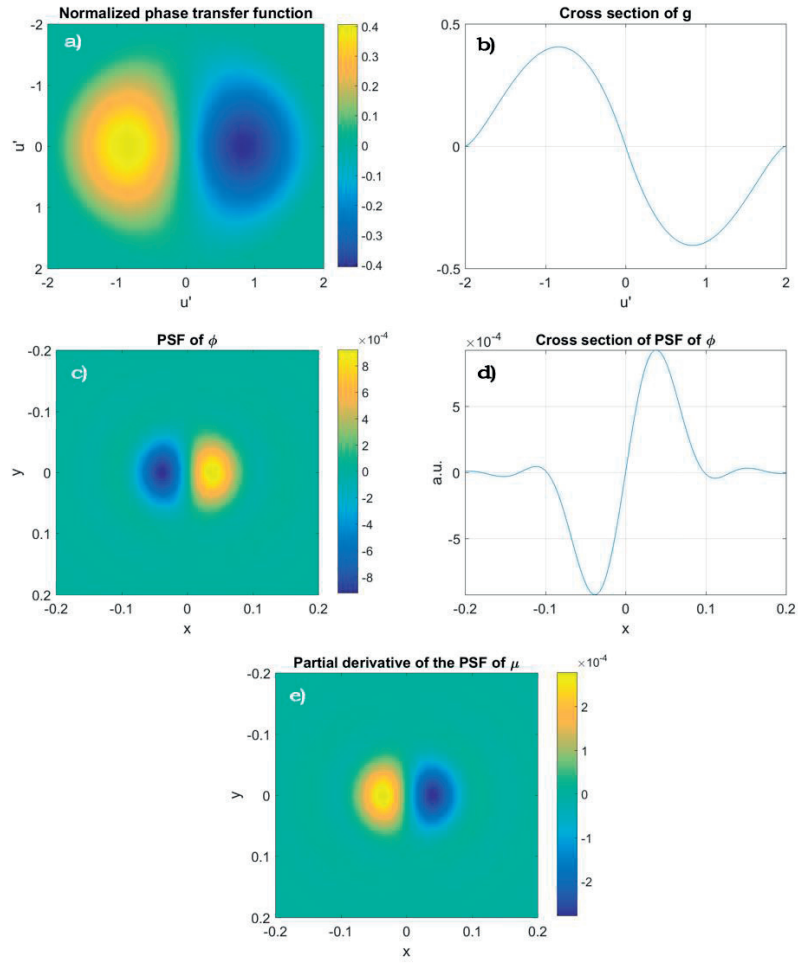 Normalized phase transfer function
a)
-2
-1
0
1
2
u'
-2 -1 0 1 2
u'
0.4
0.3
0.2
0.1
0
-0.1
-0.2
-0.3
-0.4
Cross section of g
b)
0.5
0
-0.5
-2 -1 0 1 2
u'
PSF of ϕ
c)
-0.2
-0.1
0
0.1
0.2
y
-0.2 -0.1 0 0.1 0.2
x
×10⁻⁴
8
6
4
2
0
-2
-4
-6
-8
Cross section of PSF of ϕ
d)
×10⁻⁴
5
0
-5
a.u.
-0.2 -0.1 0 0.1 0.2
x
Partial derivative of the PSF of μ
e)
-0.2
-0.1
0
0.1
0.2
y
-0.2 -0.1 0 0.1 0.2
x
×10⁻⁴
2
1
0
-1
-2